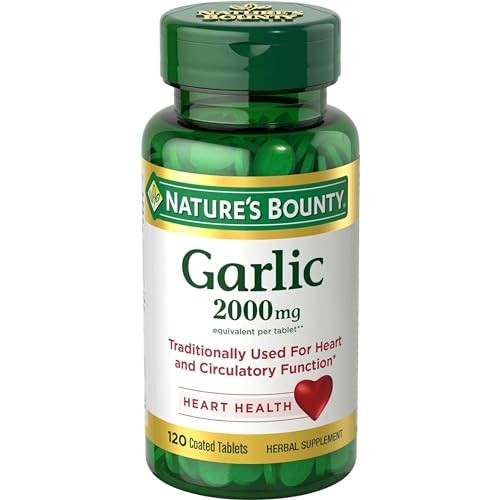 NATURE'S BOUNTY
NATURE'S BOUNTY®
Garlic
2000mg
equivalent per tablet**
Traditionally Used For Heart
and Circulatory Function†
HEART HEALTH
120 Coated Tablets HERBAL SUPPLEMENT